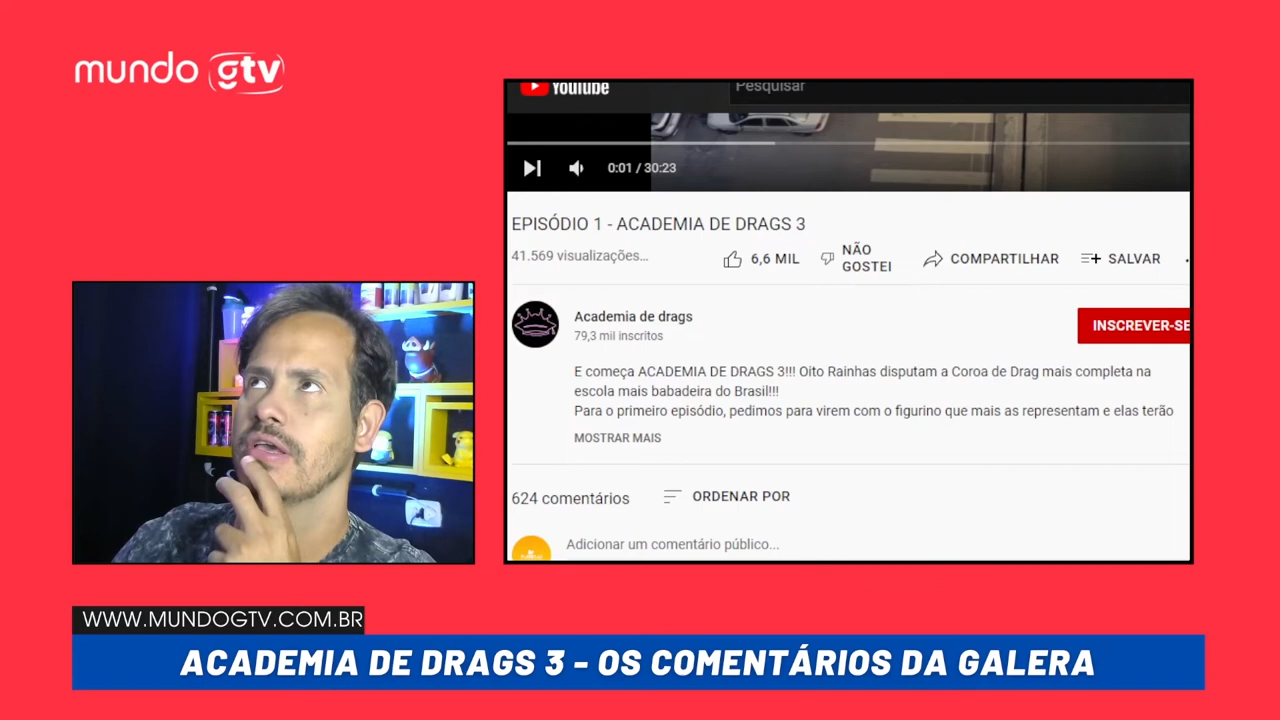 mundo gtv
YouTube
Pesquisar
0:01 / 30:23
EPISÓDIO 1 - ACADEMIA DE DRAGS 3
41.569 visualizações...
6,6 MIL
NÃO
GOSTEI
COMPARTILHAR
SALVAR
Academia de drags
79,3 mil inscritos
INSCREVER-SE
E começa ACADEMIA DE DRAGS 3!!! Oito Rainhas disputam a Coroa de Drag mais completa na
escola mais babadeira do Brasil!!!
Para o primeiro episódio, pedimos para virem com o figurino que mais as representam e elas terão
MOSTRAR MAIS
624 comentários
ORDENAR POR
Adicionar um comentário público...
WWW.MUNDOGTV.COM.BR
ACADEMIA DE DRAGS 3 - OS COMENTÁRIOS DA GALERA